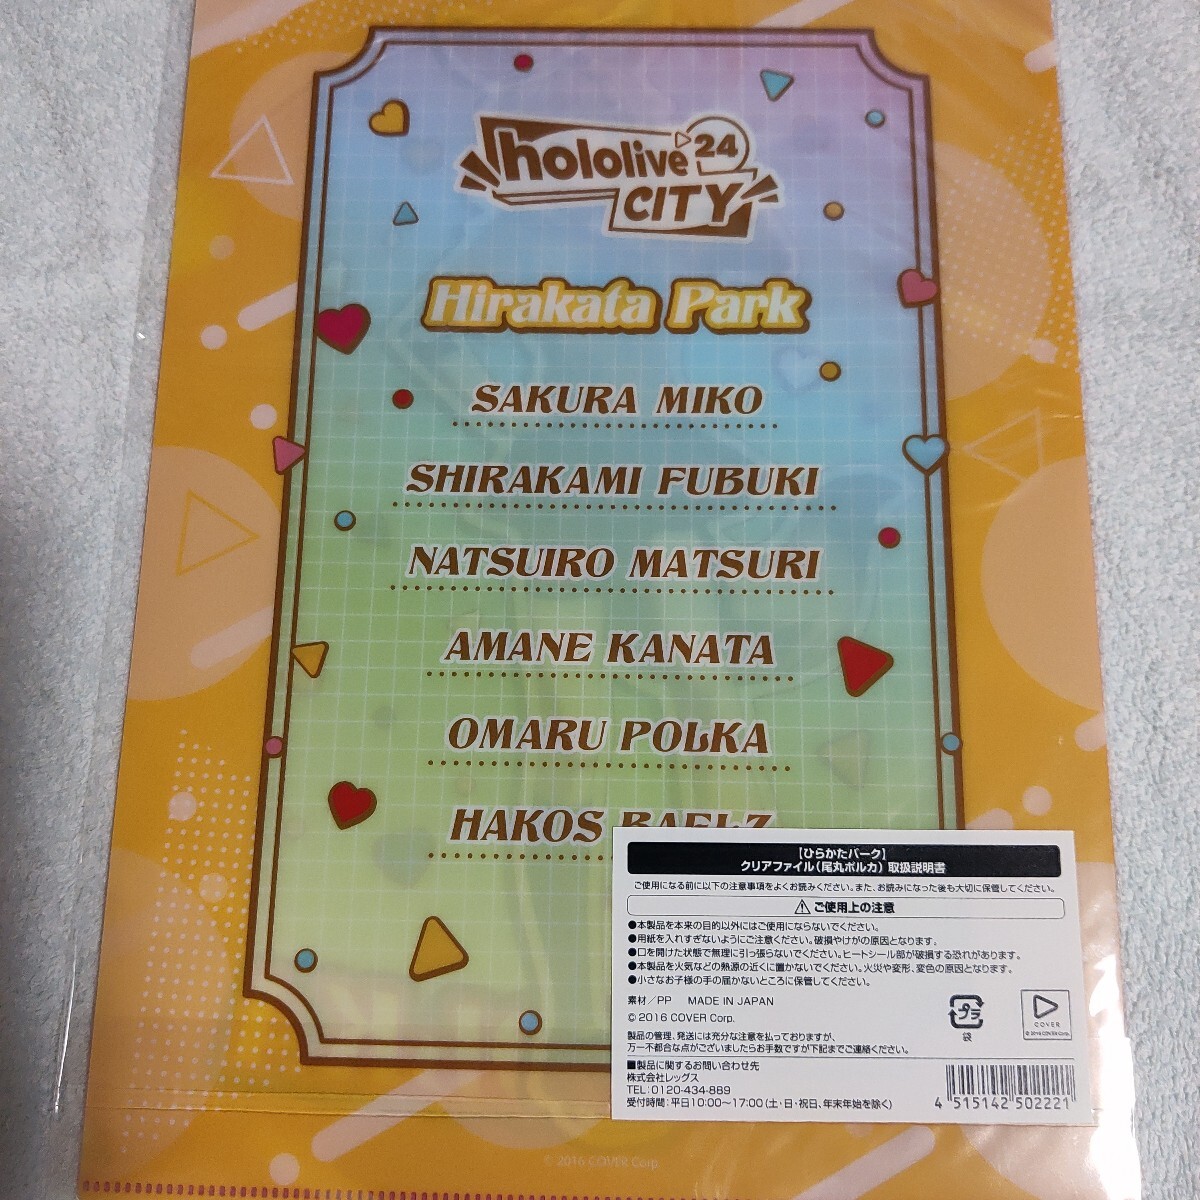 hololive 24
CITY
Hirakata Park
SAKURA MIKO
SHIRAKAMI FUBUKI
NATSUIRO MATSURI
AMANE KANATA
OMARU POLKA
HAKOS BAELZ
【ひらかたパーク】
クリアファイル(尾丸ポルカ) 取扱説明書
ご使用になる前に以下の注意事項をよくお読みください。また、お読みになった後も大切に保管してください。
⚠ ご使用上の注意
●本製品を本来の目的以外にはご使用にならないでください。
●用紙を入れすぎないようにご注意ください。破損やけがの原因となります。
●口を開けた状態で無理に引っ張らないでください。ヒートシール部が破損する恐れがあります。
●本製品を火気などの熱源の近くに置かないでください。火災や変形、変色の原因となります。
●小さなお子様の手の届かないところに保管してください。
素材/PP MADE IN JAPAN
© 2016 COVER Corp.
プラ
袋
COVER
© 2016 COVER Corp.
製品の管理、発送には充分な注意を払っておりますが、
万一不都合な点がございましたらお手数ですが下記までご連絡ください。
■製品に関するお問い合わせ先
株式会社レッグス
TEL:0120-434-889
受付時間:平日10:00〜17:00(土・日・祝日、年末年始を除く)
4 515142 502221
© 2016 COVER Corp.